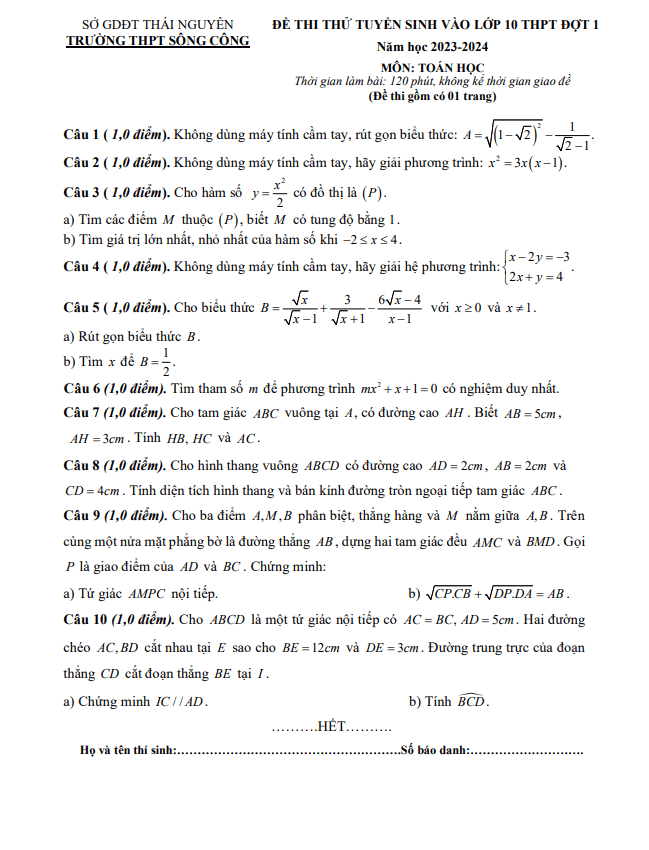 SỞ GDĐT THÁI NGUYÊN
TRƯỜNG THPT SÔNG CÔNG
ĐỀ THI THỬ TUYỂN SINH VÀO LỚP 10 THPT ĐỢT 1
Năm học 2023-2024
MÔN: TOÁN HỌC
Thời gian làm bài: 120 phút, không kể thời gian giao đề
(Đề thi gồm có 01 trang)
Câu 1 ( 1,0 điểm). Không dùng máy tính cầm tay, rút gọn biểu thức: $A=\sqrt{\left(1-\sqrt{2}\right)^2}-\frac{1}{\sqrt{2}-1}$.
Câu 2 ( 1,0 điểm). Không dùng máy tính cầm tay, hãy giải phương trình: $x^2=3x(x-1)$.
Câu 3 ( 1,0 điểm). Cho hàm số $y=\frac{x^2}{2}$ có đồ thị là $(P)$.
a) Tìm các điểm M thuộc (P), biết M có tung độ bằng 1.
b) Tìm giá trị lớn nhất, nhỏ nhất của hàm số khi $-2\le x\le 4$.
Câu 4 ( 1,0 điểm). Không dùng máy tính cầm tay, hãy giải hệ phương trình: $\begin{cases}x-2y=-3\\2x+y=4\end{cases}$.
Câu 5 ( 1,0 điểm). Cho biểu thức $B=\frac{\sqrt{x}}{\sqrt{x}-1}+\frac{3}{\sqrt{x}+1}-\frac{6\sqrt{x}-4}{x-1}$ với $x\ge 0$ và $x\ne 1$.
a) Rút gọn biểu thức B.
b) Tìm x để $B=\frac{1}{2}$.
Câu 6 (1,0 điểm). Tìm tham số m để phương trình $mx^2+x+1=0$ có nghiệm duy nhất.
Câu 7 (1,0 điểm). Cho tam giác ABC vuông tại A, có đường cao AH. Biết AB = 5cm,
AH = 3cm. Tính HB, HC và AC.
Câu 8 (1,0 điểm). Cho hình thang vuông ABCD có đường cao AD = 2cm, AB = 2cm và
CD = 4cm. Tính diện tích hình thang và bán kính đường tròn ngoại tiếp tam giác ABC.
Câu 9 (1,0 điểm). Cho ba điểm A,M,B phân biệt, thẳng hàng và M nằm giữa A,B. Trên
cùng một nửa mặt phẳng bờ là đường thẳng AB, dựng hai tam giác đều AMC và BMD. Gọi
P là giao điểm của AD và BC. Chứng minh:
a) Tứ giác AMPC nội tiếp. b) $\sqrt{CP.CB}+\sqrt{DP.DA}=AB$.
Câu 10 (1,0 điểm). Cho ABCD là một tứ giác nội tiếp có AC = BC, AD = 5cm. Hai đường
chéo AC,BD cắt nhau tại E sao cho BE = 12cm và DE = 3cm. Đường trung trực của đoạn
thẳng CD cắt đoạn thẳng BE tại I.
a) Chứng minh IC//AD. b) Tính $\widehat{BCD}$.
..........HẾT..........
Họ và tên thí sinh:......................................................Số báo danh:...........................